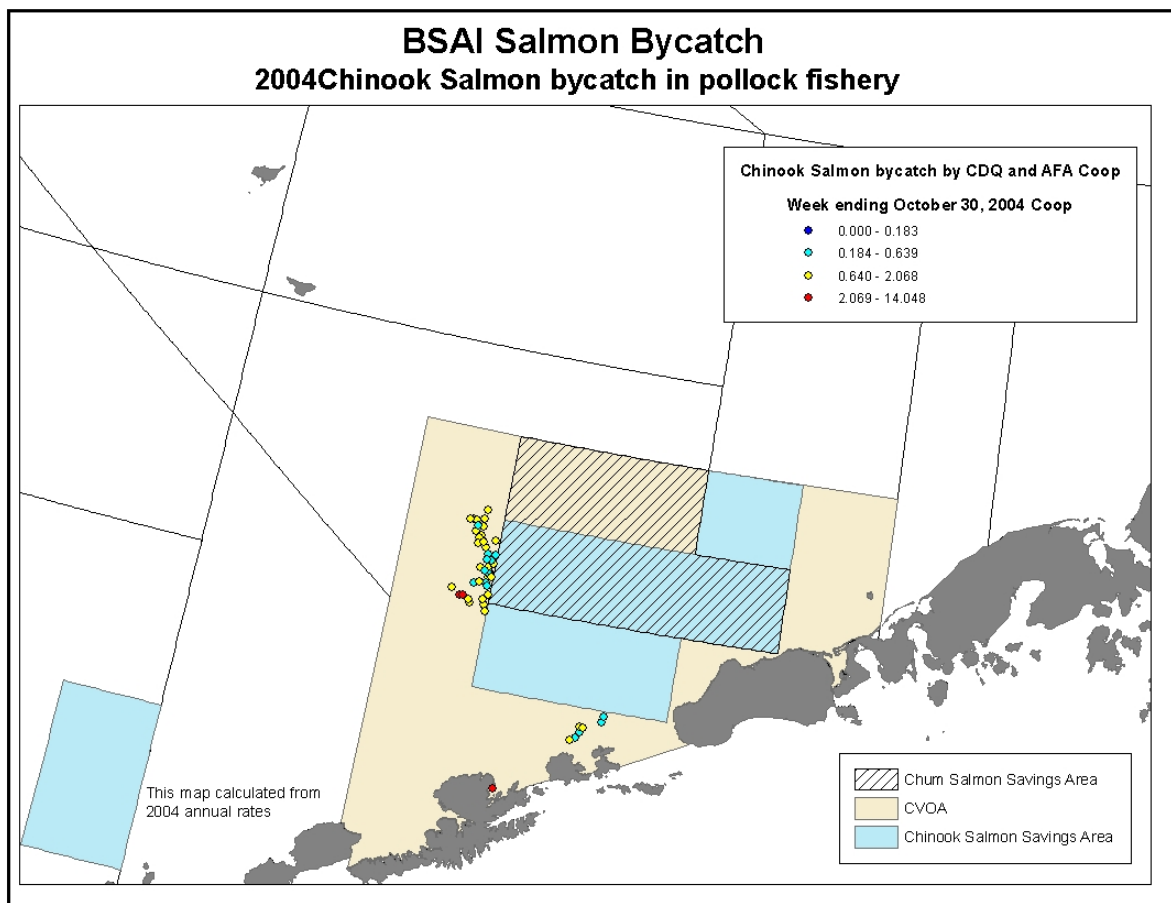 BSAI Salmon Bycatch
2004Chinook Salmon bycatch in pollock fishery
Chinook Salmon bycatch by CDQ and AFA Coop
Week ending October 30, 2004 Coop
0.000 - 0.183
0.184 - 0.639
0.640 - 2.068
2.069 - 14.048
This map calculated from
2004 annual rates
Chum Salmon Savings Area
CVOA
Chinook Salmon Savings Area